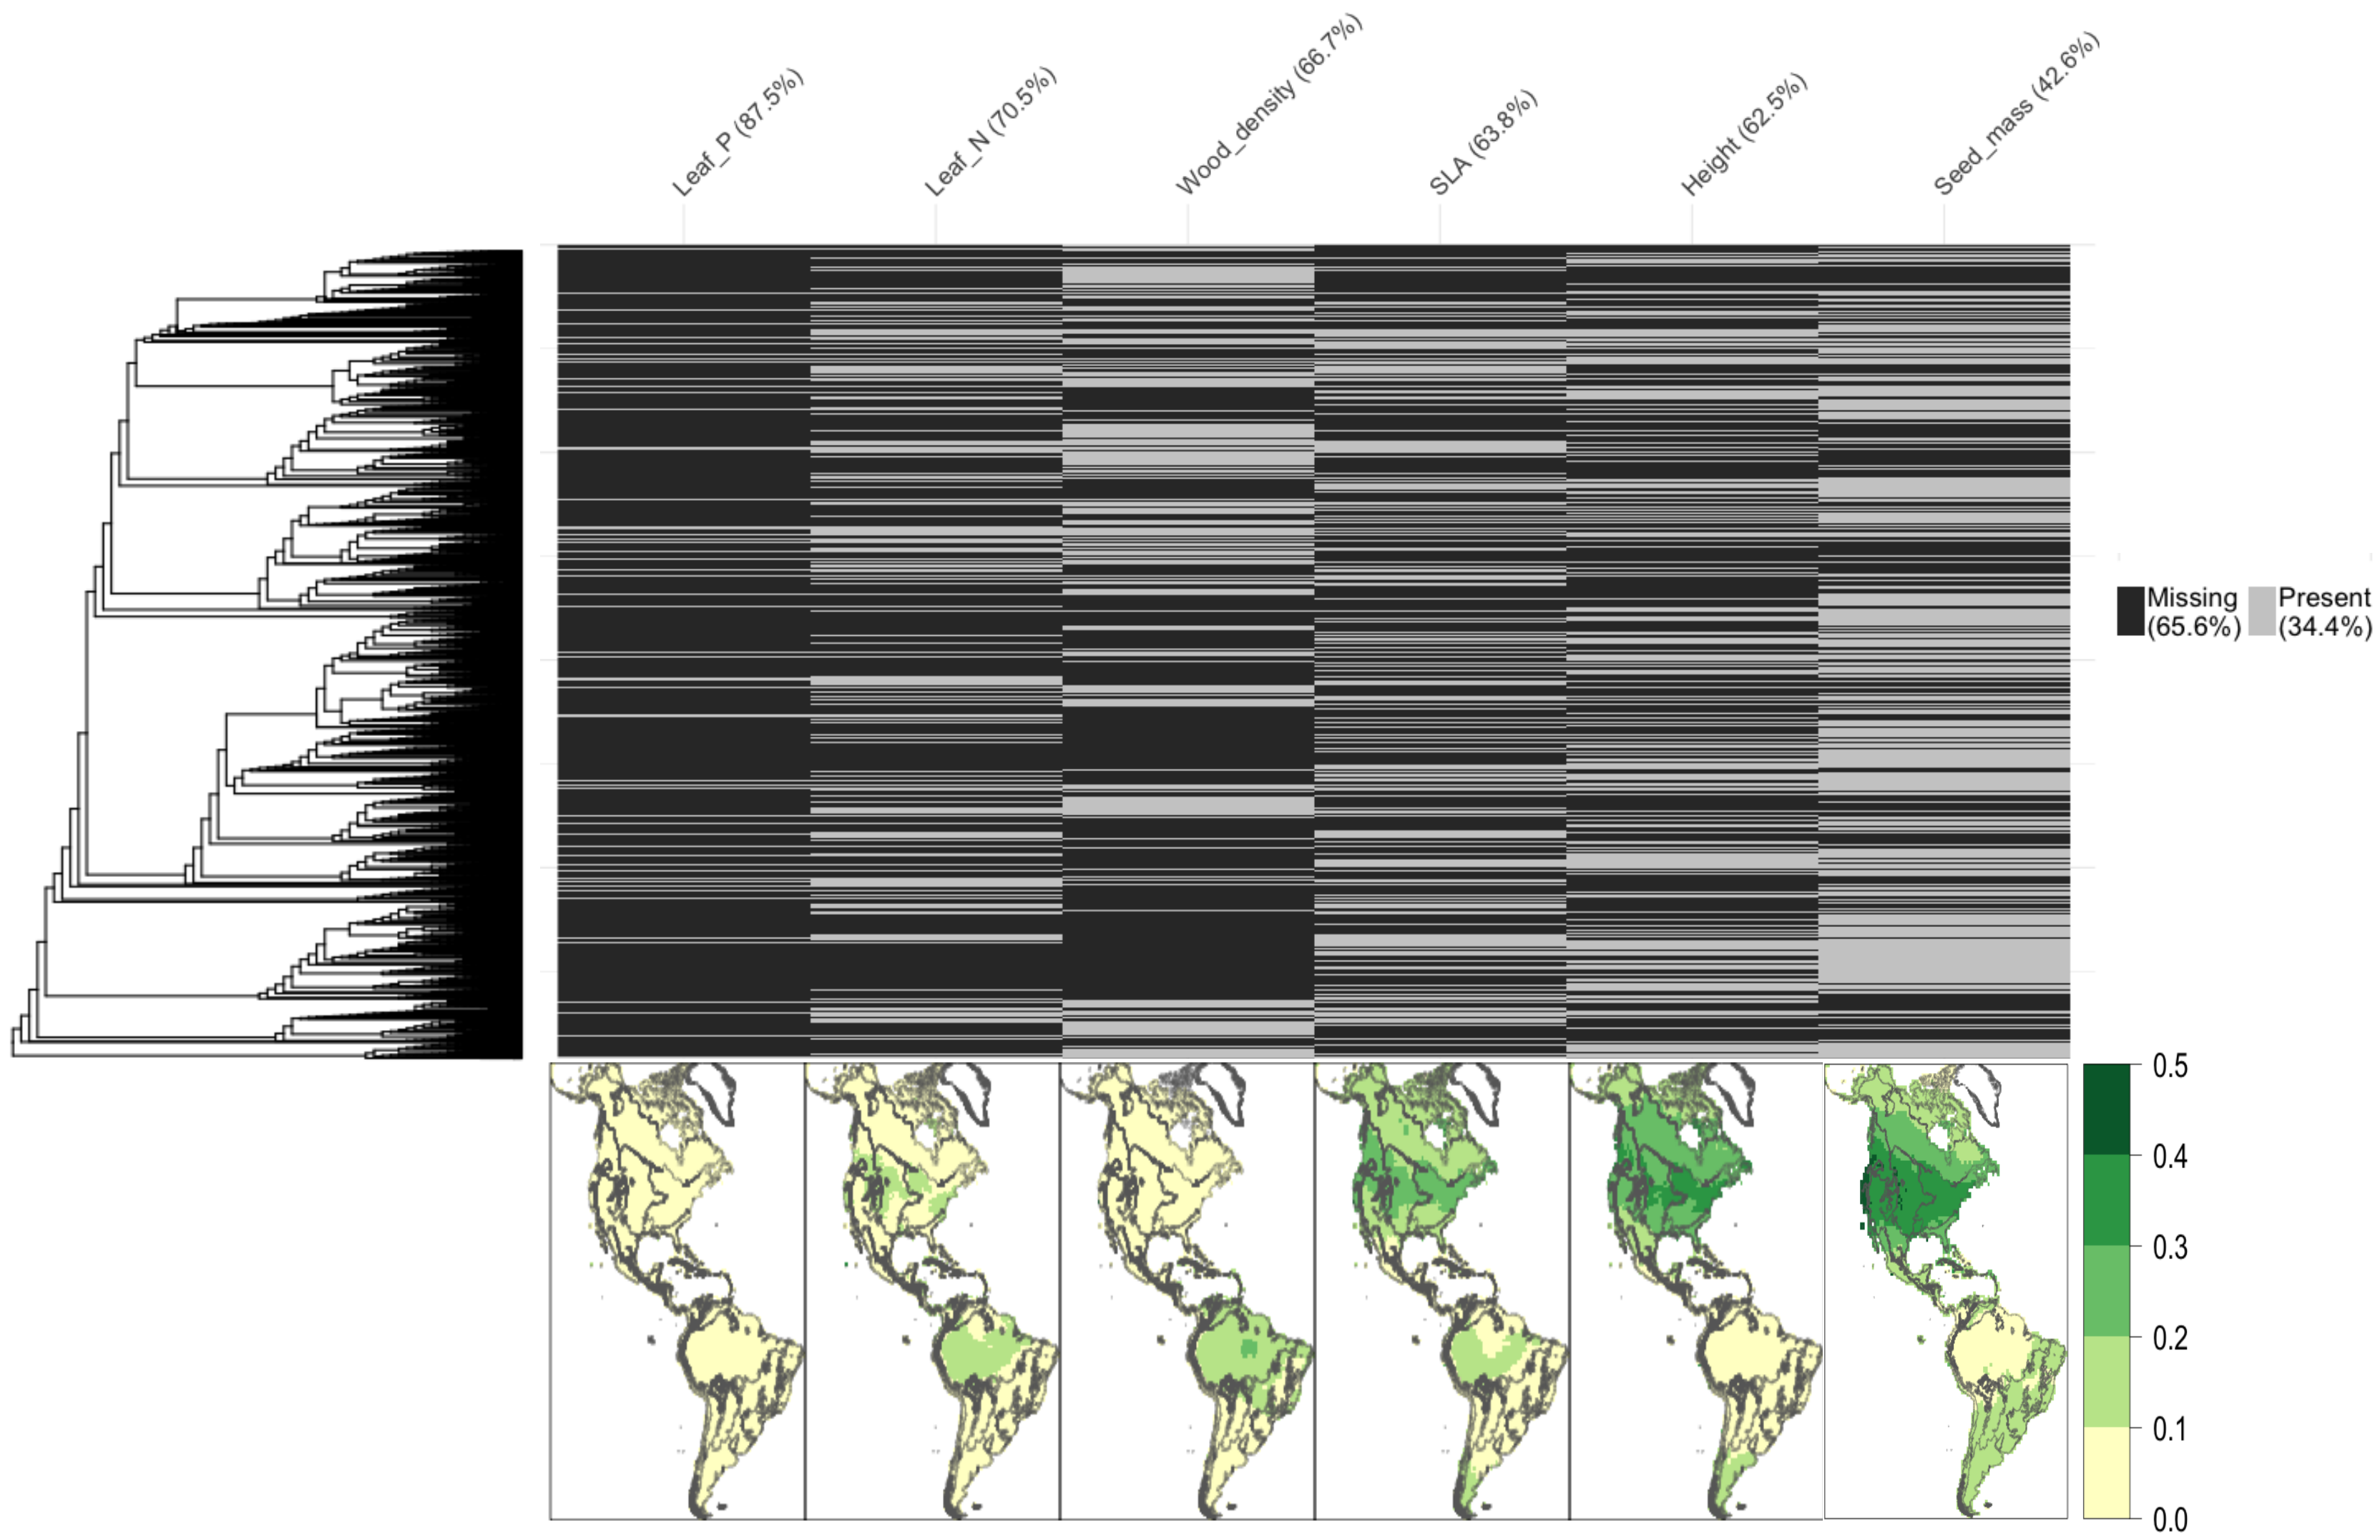 Leaf_P (87.5%)
Leaf_N (70.5%)
Wood_density (66.7%)
SLA (63.8%)
Height (62.5%)
Seed_mass (42.6%)
Missing (65.6%)
Present (34.4%)
0.5
0.4
0.3
0.2
0.1
0.0